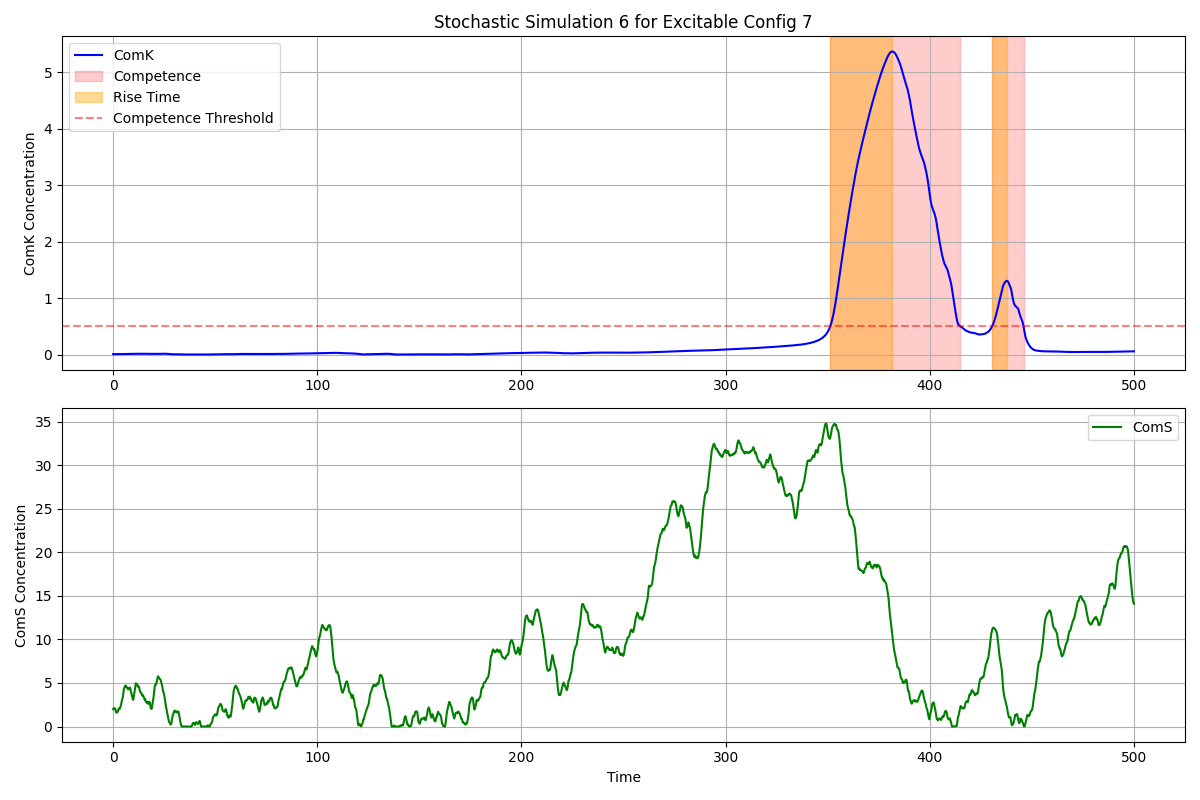 Stochastic Simulation 6 for Excitable Config 7
ComK
Competence
Rise Time
Competence Threshold
ComK Concentration
5
4
3
2
1
0
0 100 200 300 400 500
ComS
ComS Concentration
35
30
25
20
15
10
5
0
0 100 200 300 400 500
Time